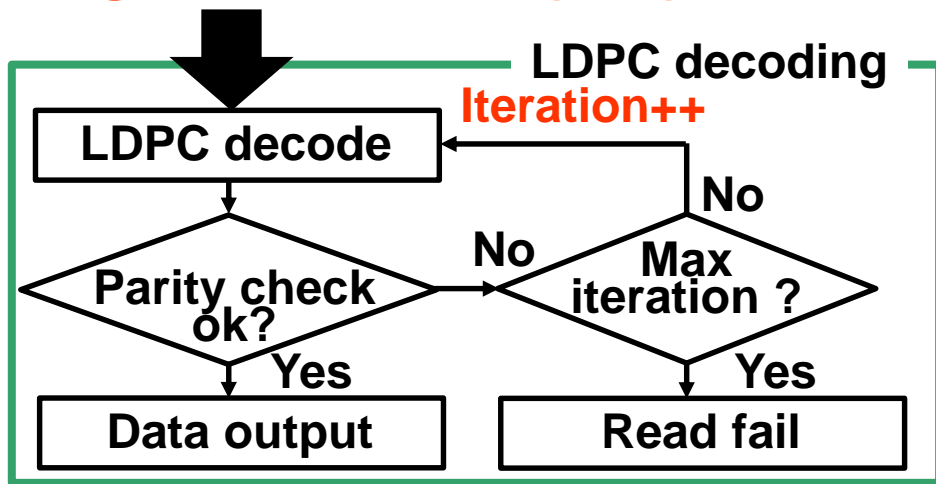 LDPC decoding
Iteration++
LDPC decode
No
No
Parity check
ok?
Max
iteration ?
Yes
Yes
Data output
Read fail